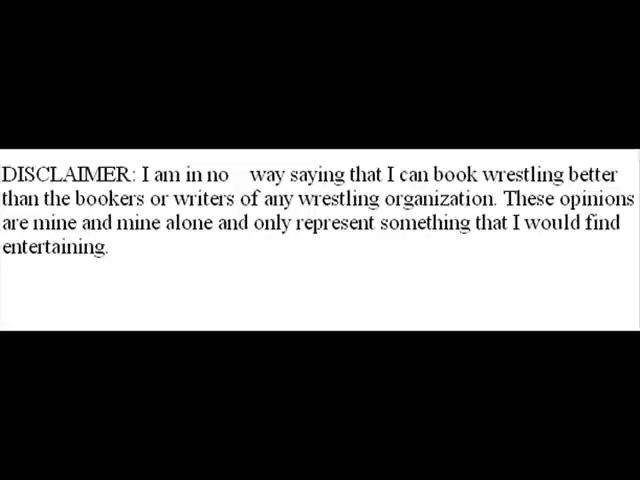 DISCLAIMER: I am in no way saying that I can book wrestling better
than the bookers or writers of any wrestling organization. These opinions
are mine and mine alone and only represent something that I would find
entertaining.